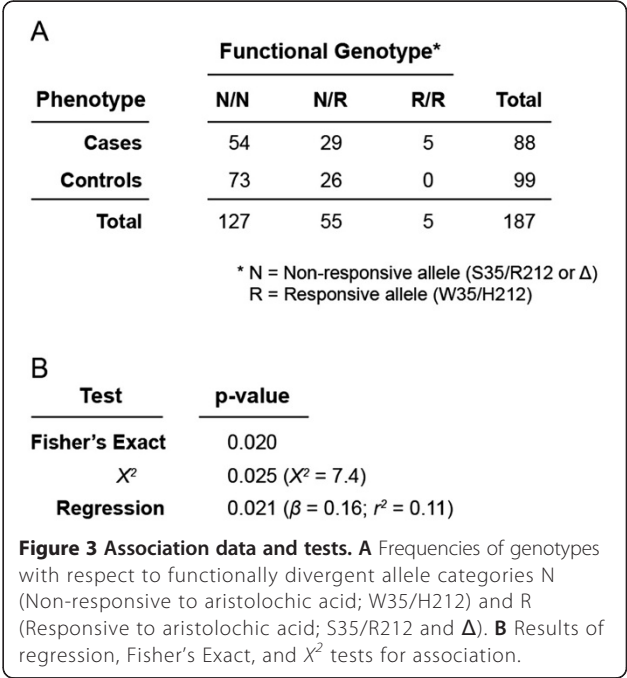 A
Functional Genotype*
Phenotype N/N N/R R/R Total
Cases 54 29 5 88
Controls 73 26 0 99
Total 127 55 5 187
* N = Non-responsive allele (S35/R212 or Δ)
R = Responsive allele (W35/H212)
B
Test p-value
Fisher's Exact 0.020
X² 0.025 (X² = 7.4)
Regression 0.021 (β = 0.16; r² = 0.11)
Figure 3 Association data and tests. A Frequencies of genotypes
with respect to functionally divergent allele categories N
(Non-responsive to aristolochic acid; W35/H212) and R
(Responsive to aristolochic acid; S35/R212 and Δ). B Results of
regression, Fisher's Exact, and X² tests for association.